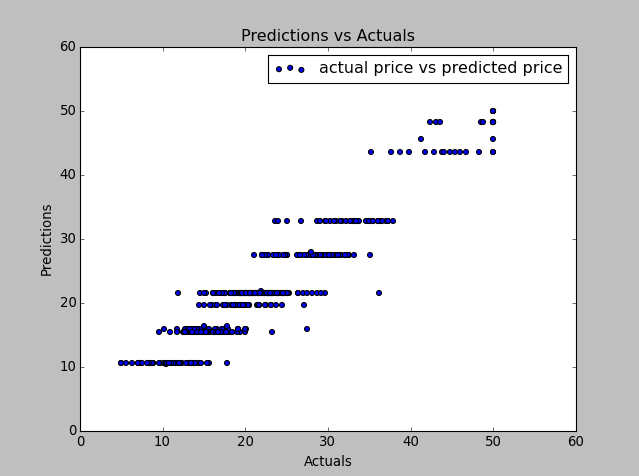 Predictions vs Actuals
actual price vs predicted price
60
50
40
30
20
10
0
Predictions
0 10 20 30 40 50 60
Actuals